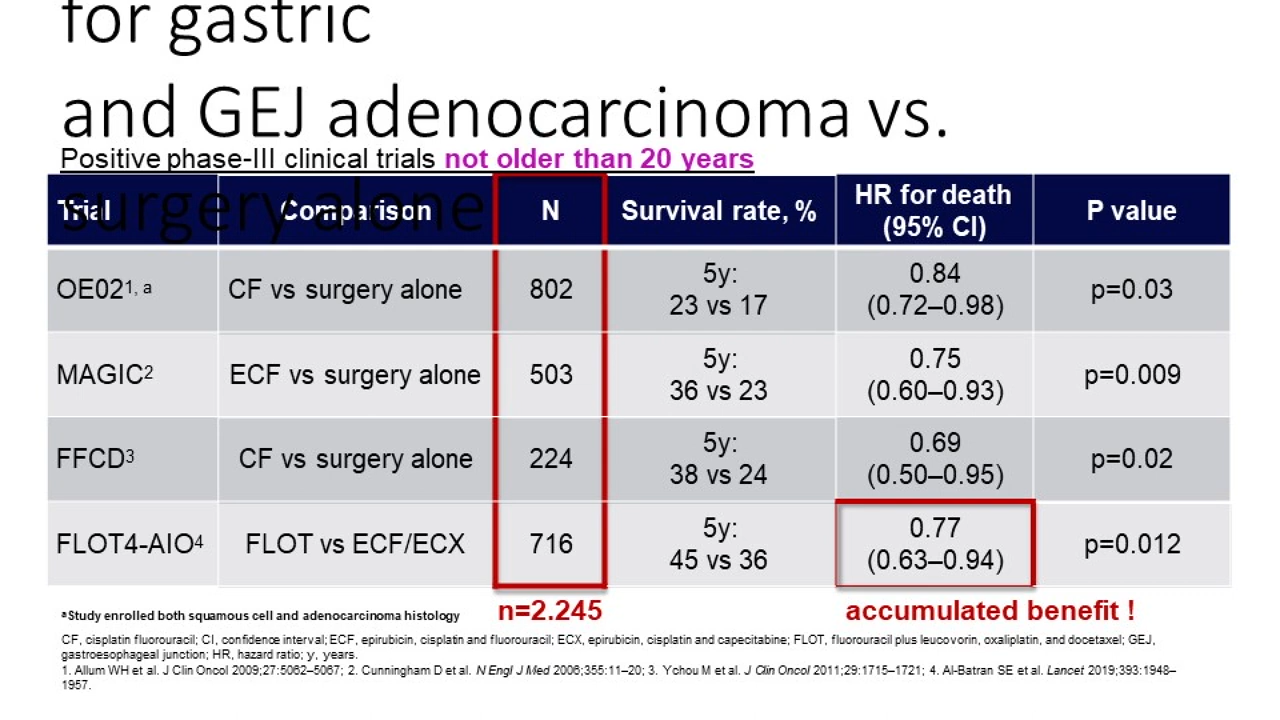 for gastric
and GEJ adenocarcinoma vs.
surgery alone
Positive phase-III clinical trials not older than 20 years
Trial Comparison N Survival rate, % HR for death (95% CI) P value
OE021, a CF vs surgery alone 802 5y: 23 vs 17 0.84 (0.72–0.98) p=0.03
MAGIC2 ECF vs surgery alone 503 5y: 36 vs 23 0.75 (0.60–0.93) p=0.009
FFCD3 CF vs surgery alone 224 5y: 38 vs 24 0.69 (0.50–0.95) p=0.02
FLOT4-AIO4 FLOT vs ECF/ECX 716 5y: 45 vs 36 0.77 (0.63–0.94) p=0.012
aStudy enrolled both squamous cell and adenocarcinoma histology n=2.245 accumulated benefit !
CF, cisplatin fluorouracil; CI, confidence interval; ECF, epirubicin, cisplatin and fluorouracil; ECX, epirubicin, cisplatin and capecitabine; FLOT, fluorouracil plus leucovorin, oxaliplatin, and docetaxel; GEJ,
gastroesophageal junction; HR, hazard ratio; y, years.
1. Allum WH et al. J Clin Oncol 2009;27:5062–5067; 2. Cunningham D et al. N Engl J Med 2006;355:11–20; 3. Ychou M et al. J Clin Oncol 2011;29:1715–1721; 4. Al-Batran SE et al. Lancet 2019;393:1948–
1957.